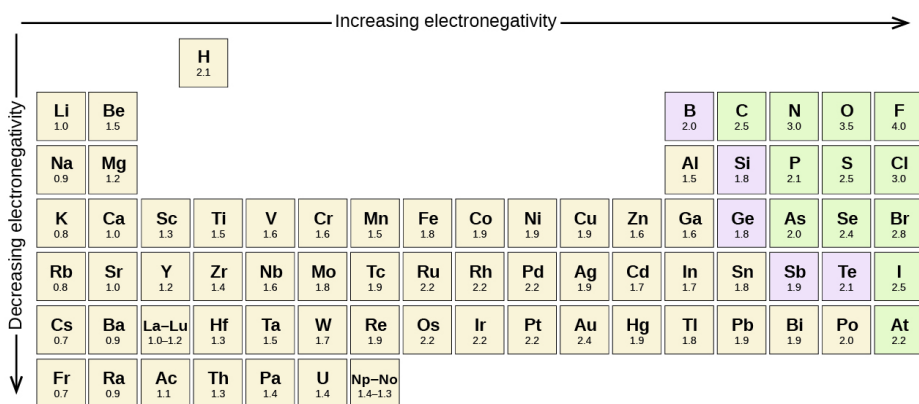 Increasing electronegativity
Decreasing electronegativity
H
2.1
Li Be B C N O F
1.0 1.5 2.0 2.5 3.0 3.5 4.0
Na Mg Al Si P S Cl
0.9 1.2 1.5 1.8 2.1 2.5 3.0
K Ca Sc Ti V Cr Mn Fe Co Ni Cu Zn Ga Ge As Se Br
0.8 1.0 1.3 1.5 1.6 1.6 1.5 1.8 1.9 1.9 1.9 1.6 1.6 1.8 2.0 2.4 2.8
Rb Sr Y Zr Nb Mo Tc Ru Rh Pd Ag Cd In Sn Sb Te I
0.8 1.0 1.2 1.4 1.6 1.8 1.9 2.2 2.2 2.2 1.9 1.7 1.7 1.8 1.9 2.1 2.5
Cs Ba La–Lu Hf Ta W Re Os Ir Pt Au Hg Tl Pb Bi Po At
0.7 0.9 1.0–1.2 1.3 1.5 1.7 1.9 2.2 2.2 2.2 2.4 1.9 1.8 1.9 1.9 2.0 2.2
Fr Ra Ac Th Pa U Np–No
0.7 0.9 1.1 1.3 1.4 1.4 1.4–1.3